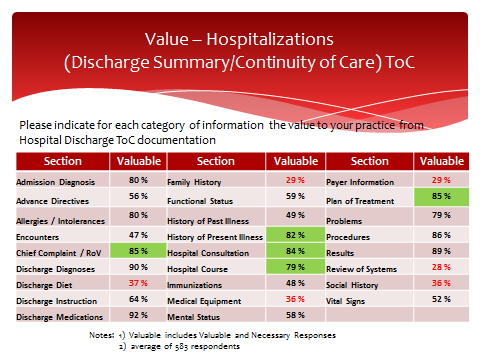 Value – Hospitalizations
(Discharge Summary/Continuity of Care) ToC
Please indicate for each category of information the value to your practice from
Hospital Discharge ToC documentation
Section Valuable Section Valuable Section Valuable
Admission Diagnosis 80 % Family History 29 % Payer Information 29 %
Advance Directives 56 % Functional Status 59 % Plan of Treatment 85 %
Allergies / Intolerances 80 % History of Past Illness 49 % Problems 79 %
Encounters 47 % History of Present Illness 82 % Procedures 86 %
Chief Complaint / RoV 85 % Hospital Consultation 84 % Results 89 %
Discharge Diagnoses 90 % Hospital Course 79 % Review of Systems 28 %
Discharge Diet 37 % Immunizations 48 % Social History 36 %
Discharge Instruction 64 % Medical Equipment 36 % Vital Signs 52 %
Discharge Medications 92 % Mental Status 58 %
Notes: 1) Valuable includes Valuable and Necessary Responses
2) average of 583 respondents